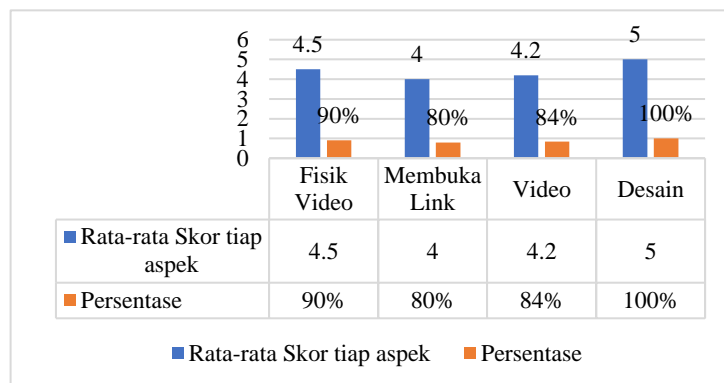 6
5
4
3
2
1
0
4.5
4
4.2
5
90%
80%
84%
100%
Fisik
Video
Membuka
Link
Video
Desain
Rata-rata Skor tiap
aspek
4.5
4
4.2
5
Persentase
90%
80%
84%
100%
Rata-rata Skor tiap aspek
Persentase